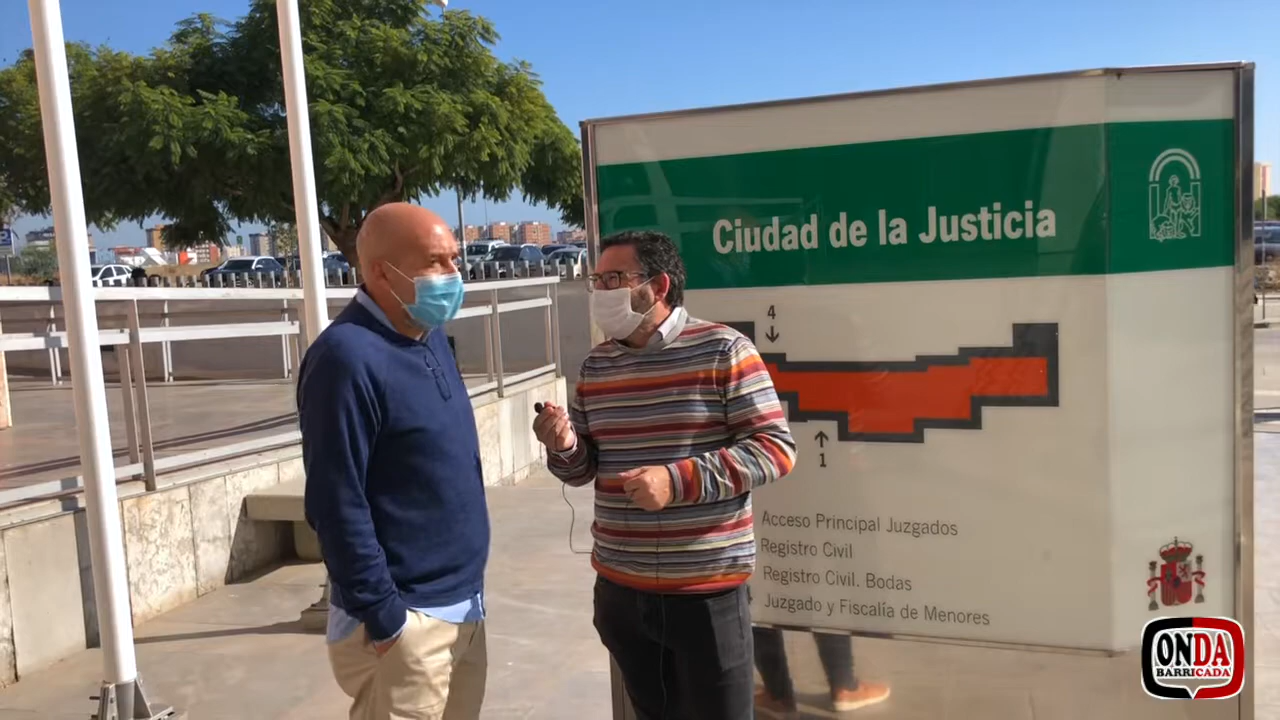 Ciudad de la Justicia
4
1
Acceso Principal Juzgados
Registro Civil
Registro Civil. Bodas
Juzgado y Fiscalía de Menores
ONDA
BARRICADA